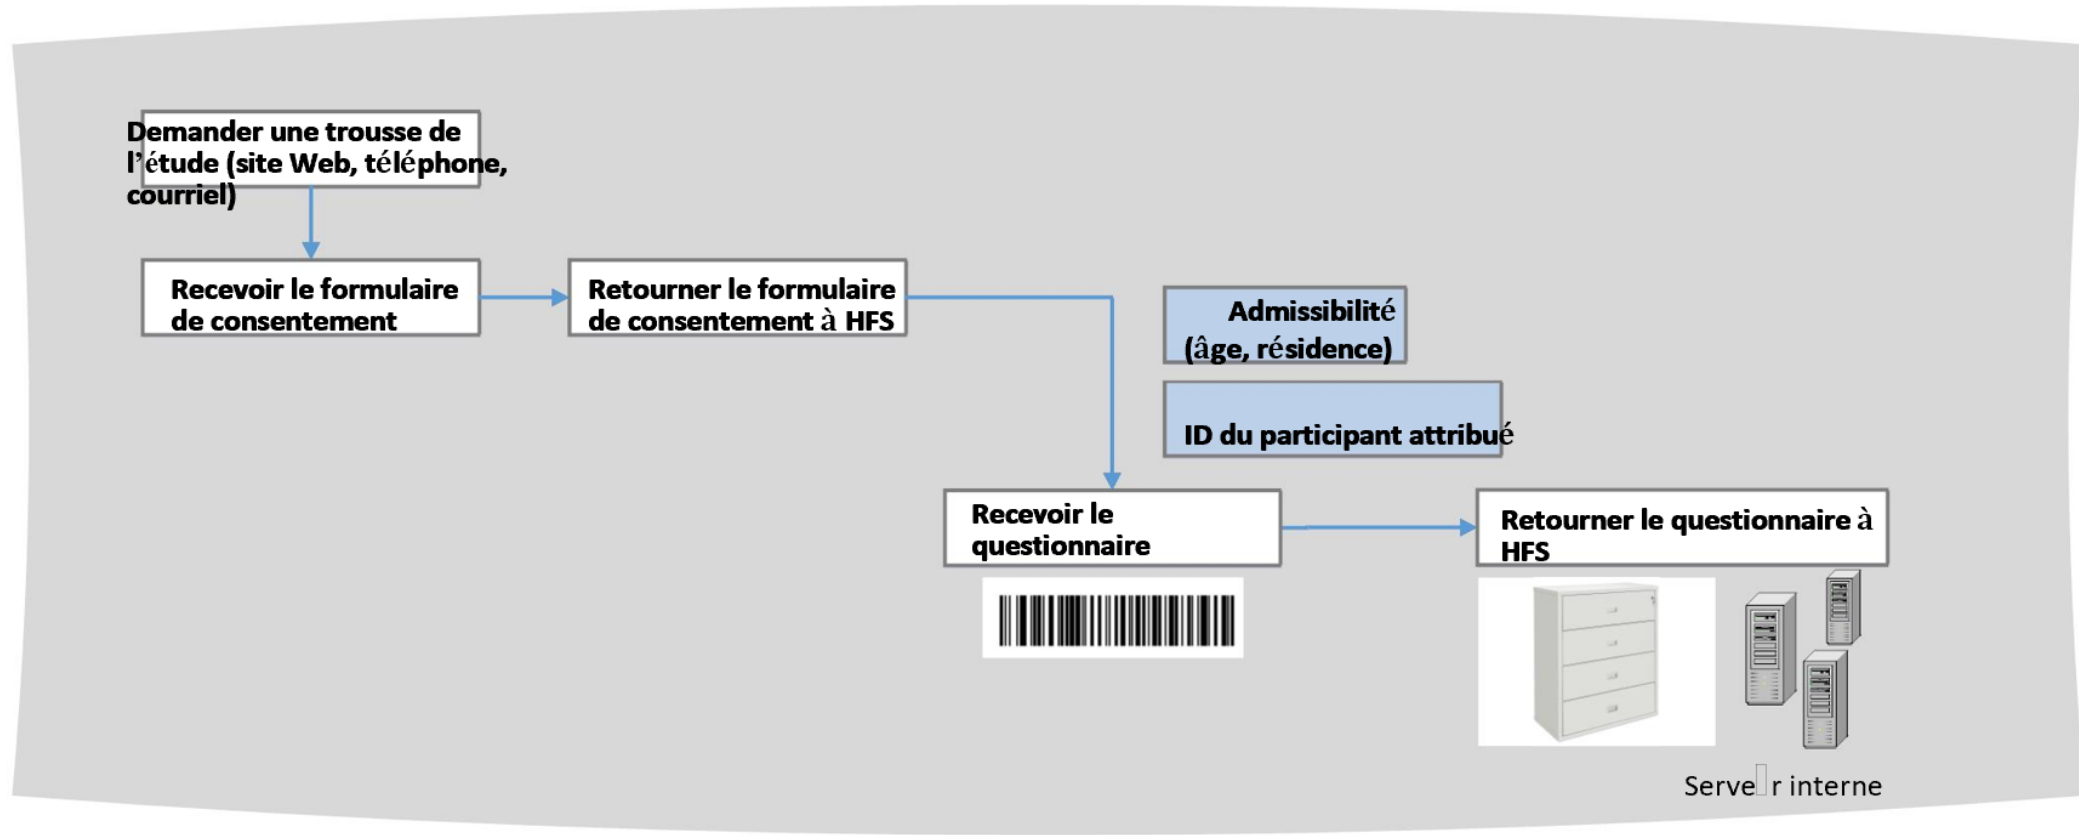 Demander une trousse de
l’étude (site Web, téléphone,
courriel)
Recevoir le formulaire
de consentement
Retourner le formulaire
de consentement à HFS
Admissibilité
(âge, résidence)
ID du participant attribué
Recevoir le
questionnaire
Retourner le questionnaire à
HFS
interne